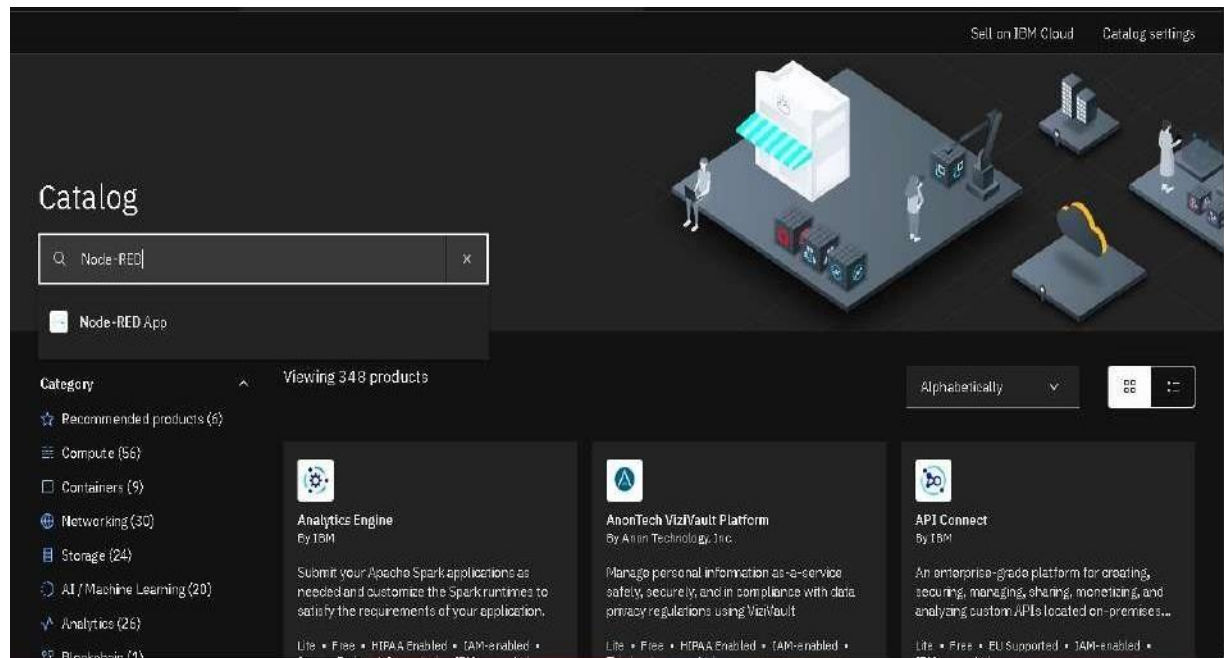 Sell on IBM Cloud
Catalog settings
Catalog
Node-RED
Node-RED App
Category
Viewing 348 products
Alphabetically
Recommended products (6)
Compute (56)
Containers (9)
Networking (30)
Storage (24)
AI / Machine Learning (20)
Analytics (26)
Blockchain (1)
Analytics Engine
By IBM
Submit your Apache Spark applications as
needed and customize the Spark runtimes to
satisfy the requirements of your application.
Lite • Free • HIPAA Enabled • IAM-enabled •
AnonTech ViziVault Platform
By Anon Technology, Inc.
Manage personal information as-a-service
safely, securely, and in compliance with data
privacy regulations using ViziVault
Lite • Free • HIPAA Enabled • IAM-enabled •
API Connect
By IBM
An enterprise-grade platform for creating,
securing, managing, sharing, monetizing, and
analyzing custom APIs located on-premises...
Lite • Free • EU Supported • IAM-enabled •